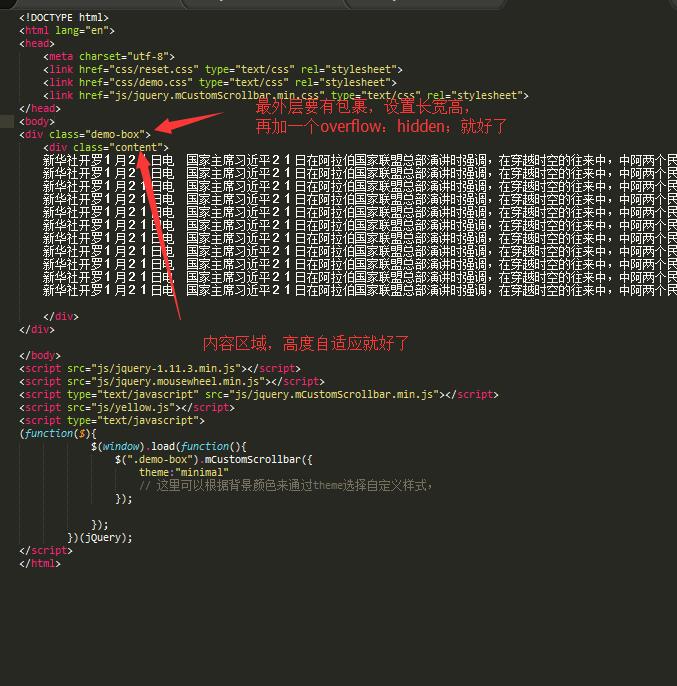 <!DOCTYPE html>
<html lang="en">
<head>
<meta charset="utf-8">
<link href="css/reset.css" type="text/css" rel="stylesheet">
<link href="css/demo.css" type="text/css" rel="stylesheet">
<link href="js/jquery.mCustomScrollbar.min.css" type="text/css" rel="stylesheet">
</head>
最外层要有包裹，设置长宽高，
<body>
再加一个overflow：hidden；就好了
<div class="demo-box">
<div class="content">
新华社开罗１月２１日电　国家主席习近平２１日在阿拉伯国家联盟总部演讲时强调，在穿越时空的往来中，中阿两个民
新华社开罗１月２１日电　国家主席习近平２１日在阿拉伯国家联盟总部演讲时强调，在穿越时空的往来中，中阿两个民
新华社开罗１月２１日电　国家主席习近平２１日在阿拉伯国家联盟总部演讲时强调，在穿越时空的往来中，中阿两个民
新华社开罗１月２１日电　国家主席习近平２１日在阿拉伯国家联盟总部演讲时强调，在穿越时空的往来中，中阿两个民
新华社开罗１月２１日电　国家主席习近平２１日在阿拉伯国家联盟总部演讲时强调，在穿越时空的往来中，中阿两个民
新华社开罗１月２１日电　国家主席习近平２１日在阿拉伯国家联盟总部演讲时强调，在穿越时空的往来中，中阿两个民
新华社开罗１月２１日电　国家主席习近平２１日在阿拉伯国家联盟总部演讲时强调，在穿越时空的往来中，中阿两个民
新华社开罗１月２１日电　国家主席习近平２１日在阿拉伯国家联盟总部演讲时强调，在穿越时空的往来中，中阿两个民
新华社开罗１月２１日电　国家主席习近平２１日在阿拉伯国家联盟总部演讲时强调，在穿越时空的往来中，中阿两个民
新华社开罗１月２１日电　国家主席习近平２１日在阿拉伯国家联盟总部演讲时强调，在穿越时空的往来中，中阿两个民
新华社开罗１月２１日电　国家主席习近平２１日在阿拉伯国家联盟总部演讲时强调，在穿越时空的往来中，中阿两个民
</div>
</div>
内容区域，高度自适应就好了
</body>
<script src="js/jquery-1.11.3.min.js"></script>
<script src="js/jquery.mousewheel.min.js"></script>
<script type="text/javascript" src="js/jquery.mCustomScrollbar.min.js"></script>
<script src="js/yellow.js"></script>
<script type="text/javascript">
(function($){
$(window).load(function(){
$(".demo-box").mCustomScrollbar({
theme:"minimal"
// 这里可以根据背景颜色来通过theme选择自定义样式，
});
});
})(jQuery);
</script>
</html>